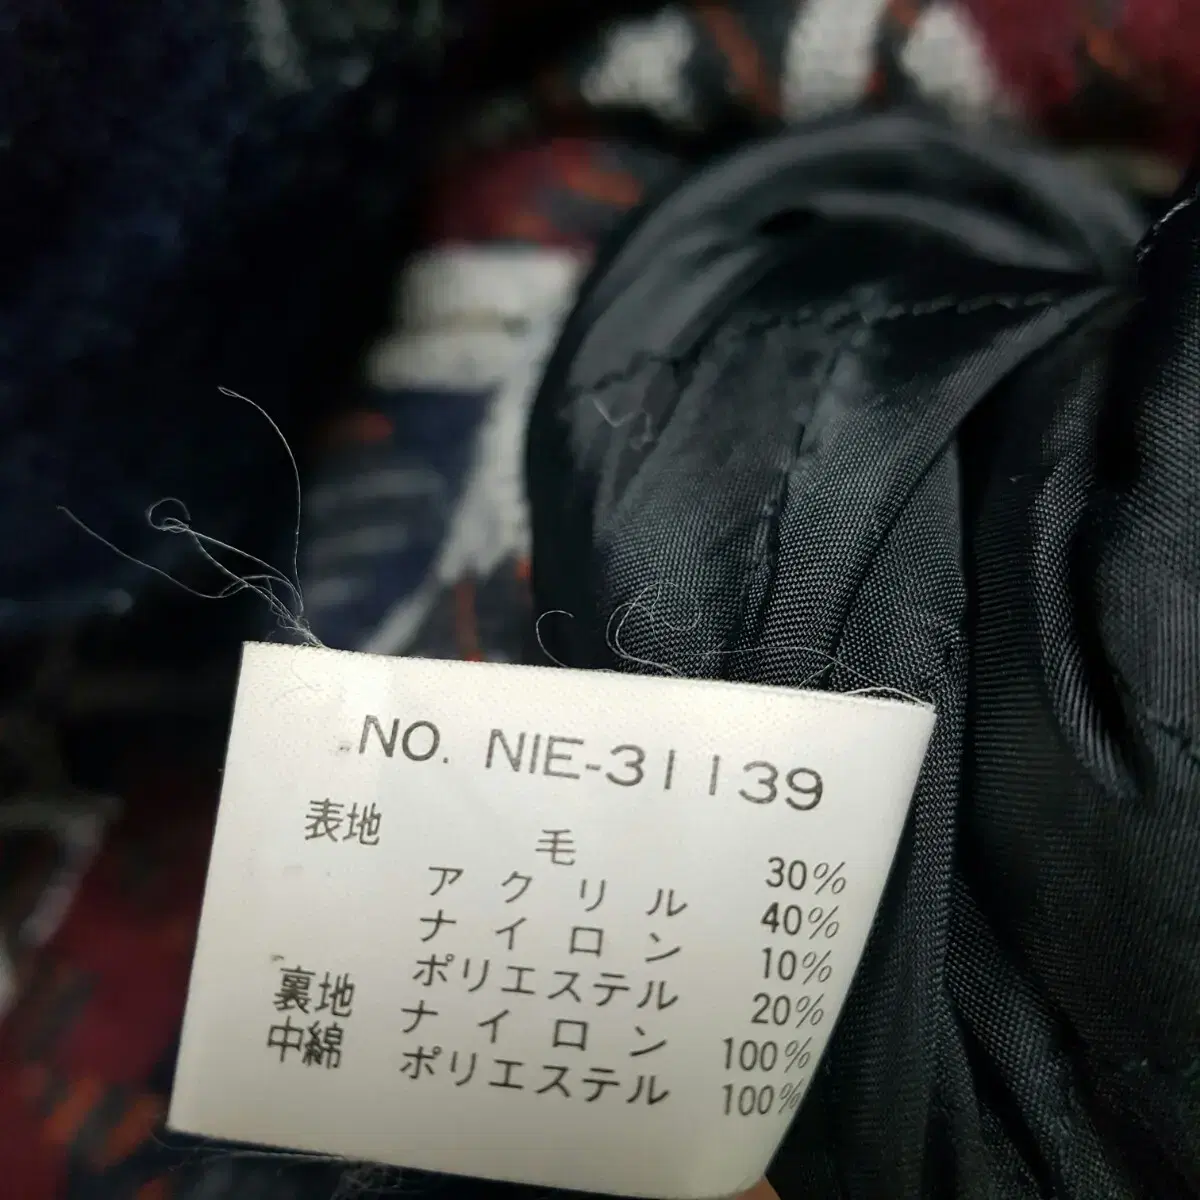 NO. NIE-31139
表地 毛 30%
アクリル 40%
ナイロン 10%
ポリエステル 20%
裏地 ナイロン 100%
中綿 ポリエステル 100%